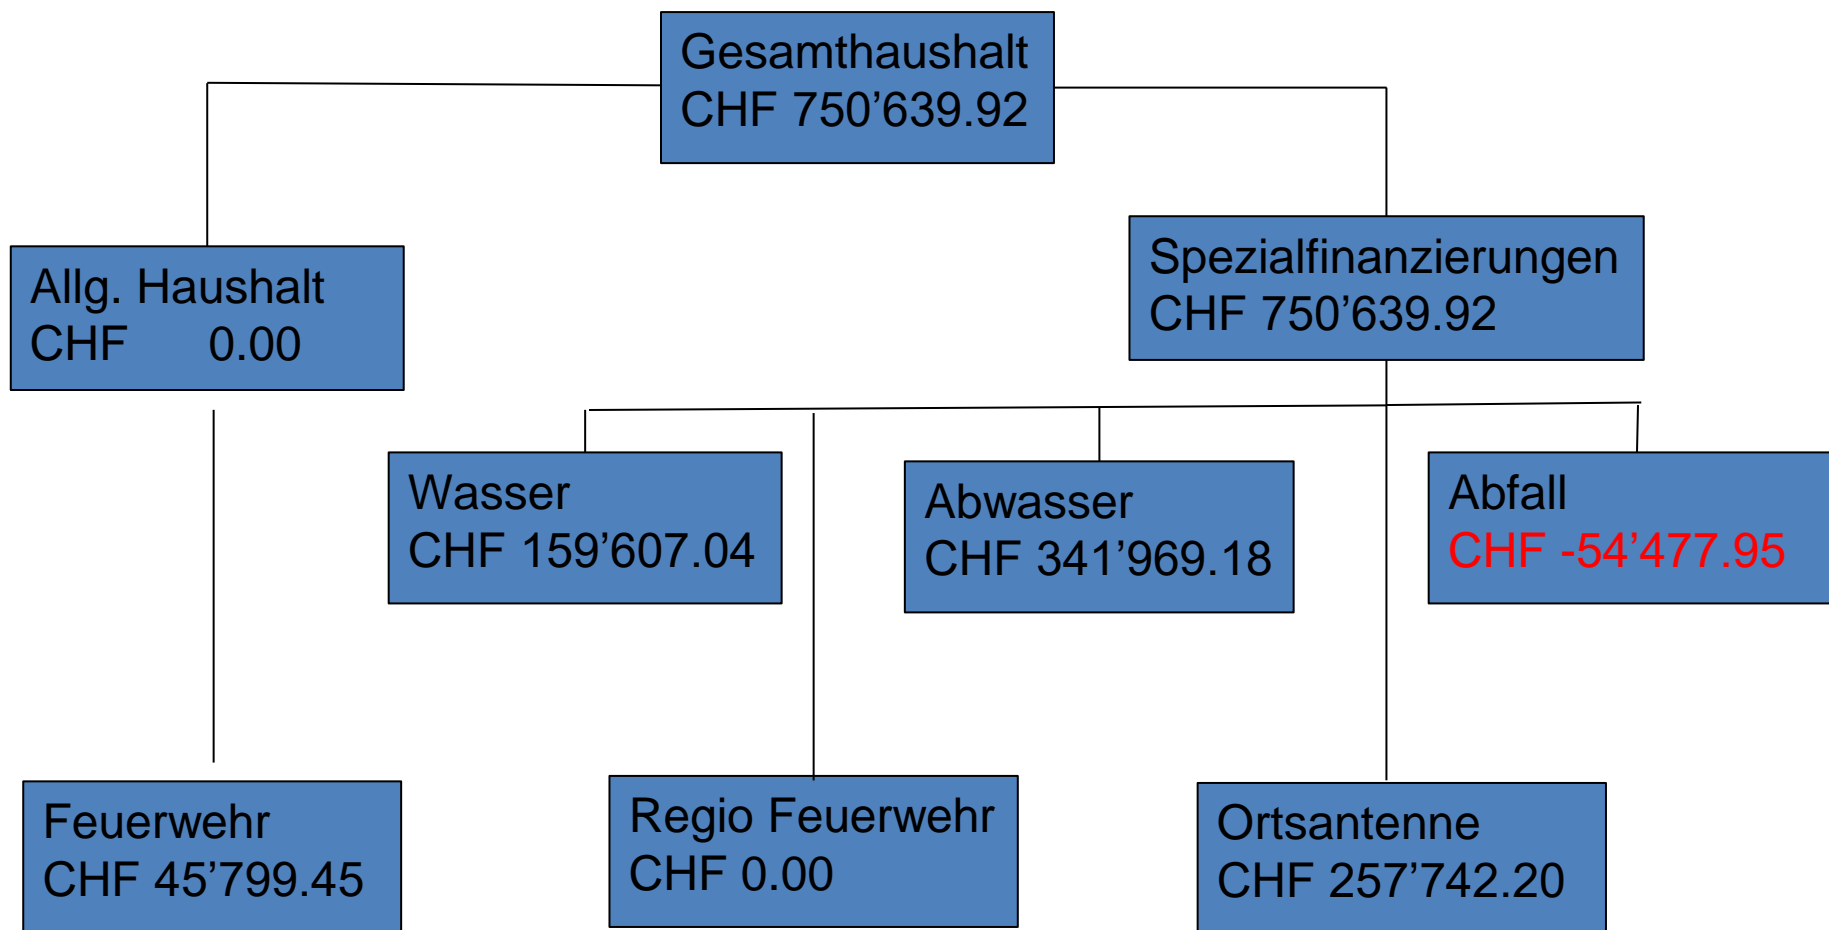 Gesamthaushalt
CHF 750’639.92
Allg. Haushalt
CHF 0.00
Spezialfinanzierungen
CHF 750’639.92
Wasser
CHF 159’607.04
Abwasser
CHF 341’969.18
Abfall
CHF -54’477.95
Feuerwehr
CHF 45’799.45
Regio Feuerwehr
CHF 0.00
Ortsantenne
CHF 257’742.20